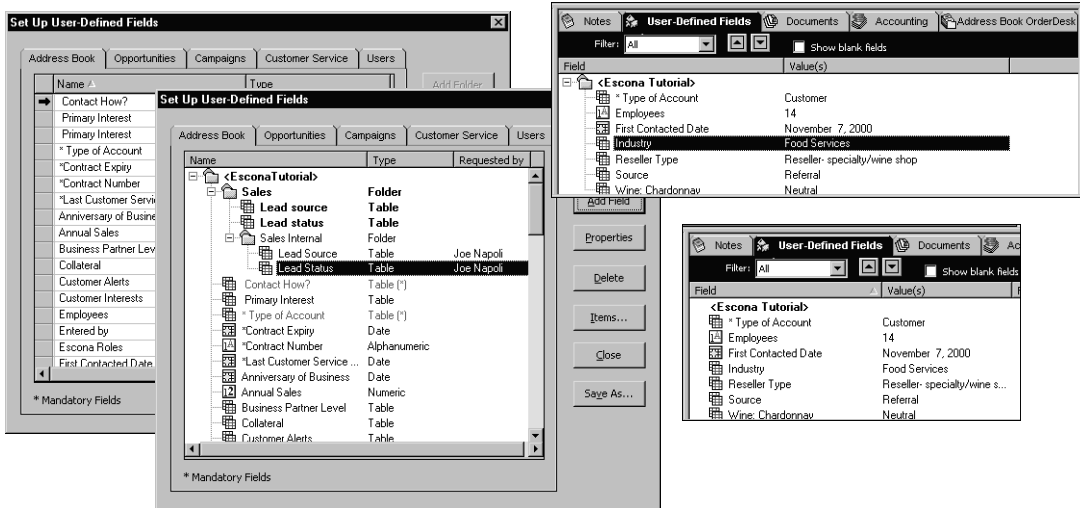 Set Up User-Defined Fields
Address Book Opportunities Campaigns Customer Service Users
Name Type
Add Folder
Contact How?
Primary Interest
Primary Interest
* Type of Account
*Contract Expiry
*Contract Number
*Last Customer Servi
Anniversary of Busine
Annual Sales
Business Partner Lev
Collateral
Customer Alerts
Customer Interests
Employees
Entered by
Escona Roles
First Contacted Date
* Mandatory Fields
Set Up User-Defined Fields
Address Book Opportunities Campaigns Customer Service Users
Name Type Requested by
<EsconaTutorial>
Sales Folder
Lead source Table
Lead status Table
Sales Internal Folder
Lead Source Table Joe Napoli
Lead Status Table Joe Napoli
Contact How? Table (*)
Primary Interest Table
* Type of Account Table (*)
*Contract Expiry Date
*Contract Number Alphanumeric
*Last Customer Service ... Date
Anniversary of Business Date
Annual Sales Numeric
Business Partner Level Table
Collateral Table
Customer Alerts Table
* Mandatory Fields
Add Field
Properties
Delete
Items...
Close
Save As...
Notes User-Defined Fields Documents Accounting Address Book OrderDesk
Filter: All Show blank fields
Field Value(s)
<Escona Tutorial>
* Type of Account Customer
Employees 14
First Contacted Date November 7, 2000
Industry Food Services
Reseller Type Reseller- specialty/wine shop
Source Referral
Wine: Chardonnay Neutral
Notes User-Defined Fields Documents Ac
Filter: All Show blank fields
Field Value(s) F
<Escona Tutorial>
* Type of Account Customer
Employees 14
First Contacted Date November 7, 2000
Industry Food Services
Reseller Type Reseller- specialty/wine s...
Source Referral
Wine: Chardonnay Neutral